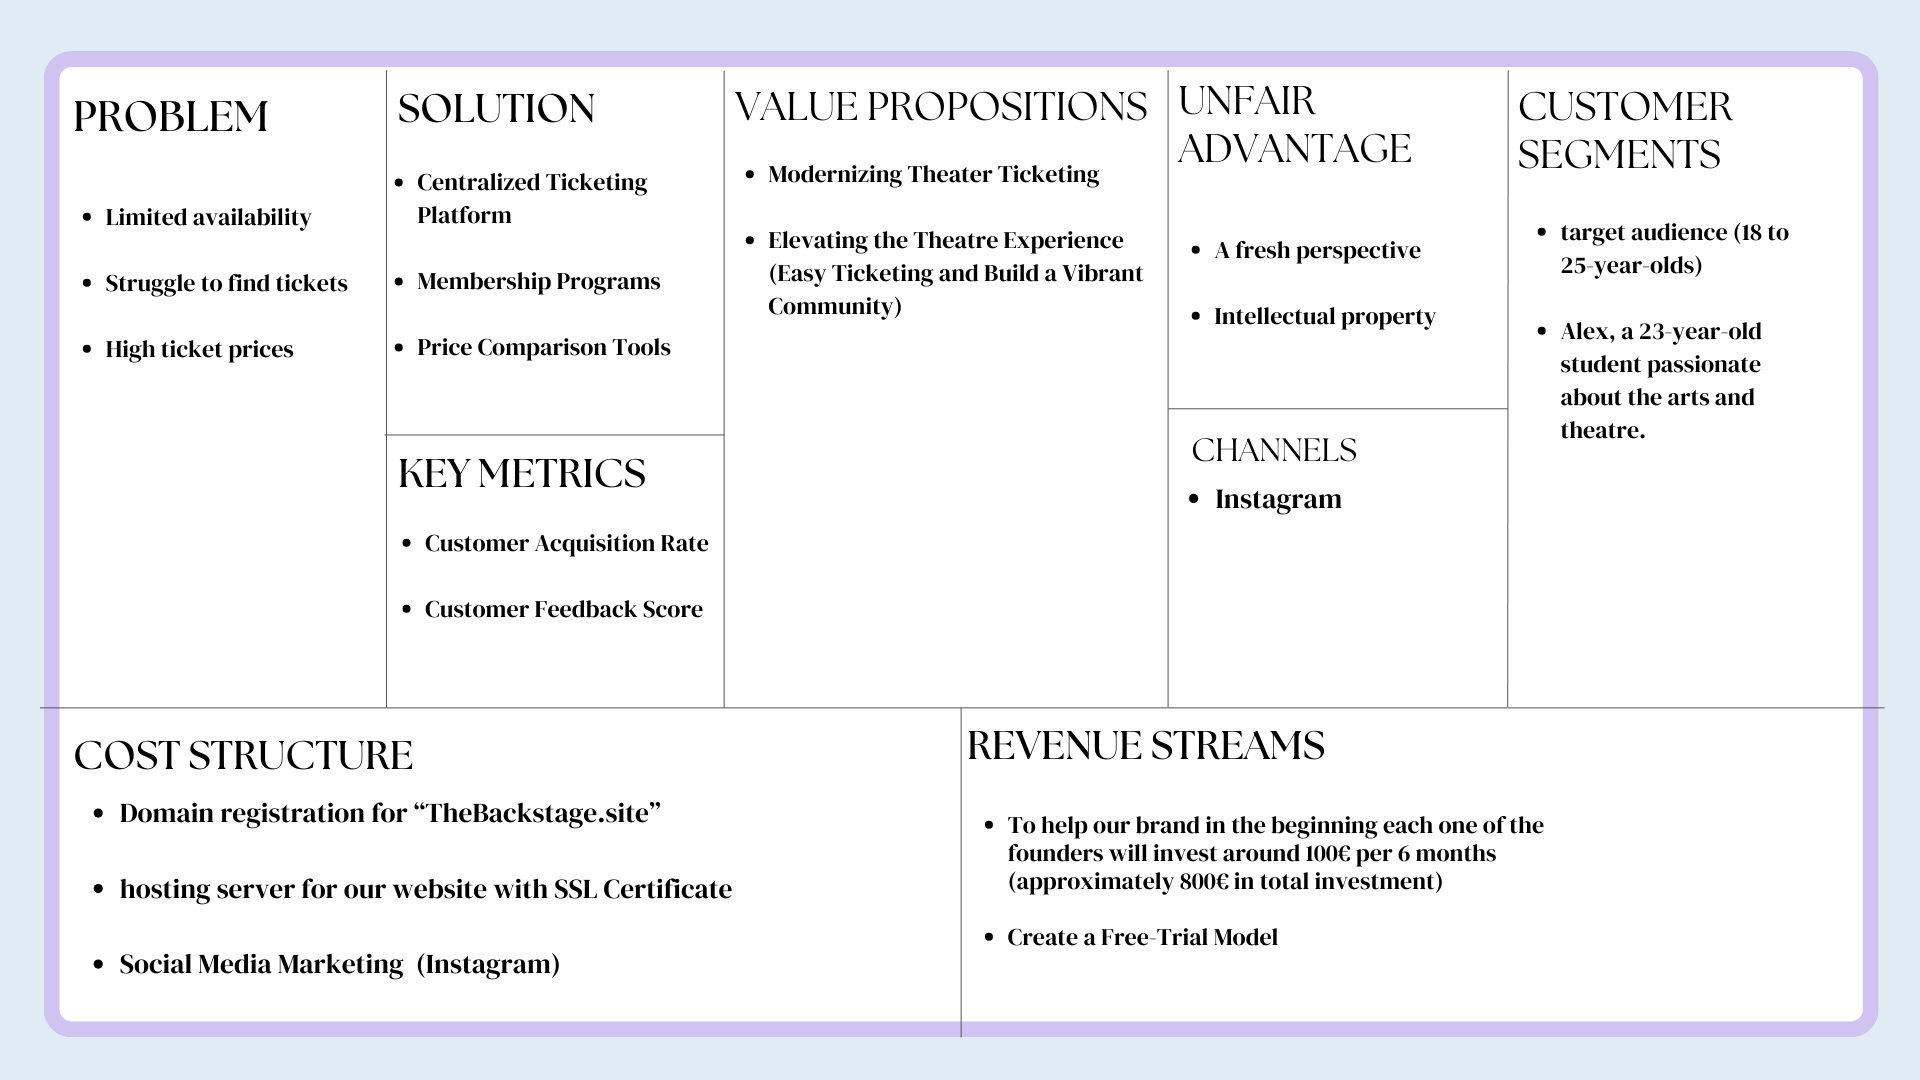 PROBLEM
• Limited availability
• Struggle to find tickets
• High ticket prices
SOLUTION
• Centralized Ticketing
Platform
• Membership Programs
• Price Comparison Tools
KEY METRICS
• Customer Acquisition Rate
• Customer Feedback Score
VALUE PROPOSITIONS
• Modernizing Theater Ticketing
• Elevating the Theatre Experience
(Easy Ticketing and Build a Vibrant
Community)
UNFAIR
ADVANTAGE
• A fresh perspective
• Intellectual property
CHANNELS
• Instagram
CUSTOMER
SEGMENTS
• target audience (18 to
25-year-olds)
• Alex, a 23-year-old
student passionate
about the arts and
theatre.
COST STRUCTURE
• Domain registration for “TheBackstage.site”
• hosting server for our website with SSL Certificate
• Social Media Marketing (Instagram)
REVENUE STREAMS
• To help our brand in the beginning each one of the
founders will invest around 100€ per 6 months
(approximately 800€ in total investment)
• Create a Free-Trial Model